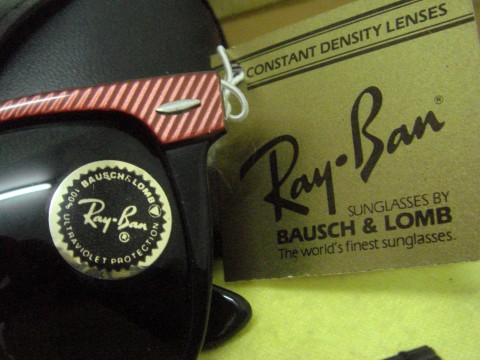 CONSTANT DENSITY LENSES
Ray•Ban®
SUNGLASSES BY
BAUSCH & LOMB
The world's finest sunglasses.
BAUSCH & LOMB
Ray-Ban
®
100% ULTRAVIOLET PROTECTION